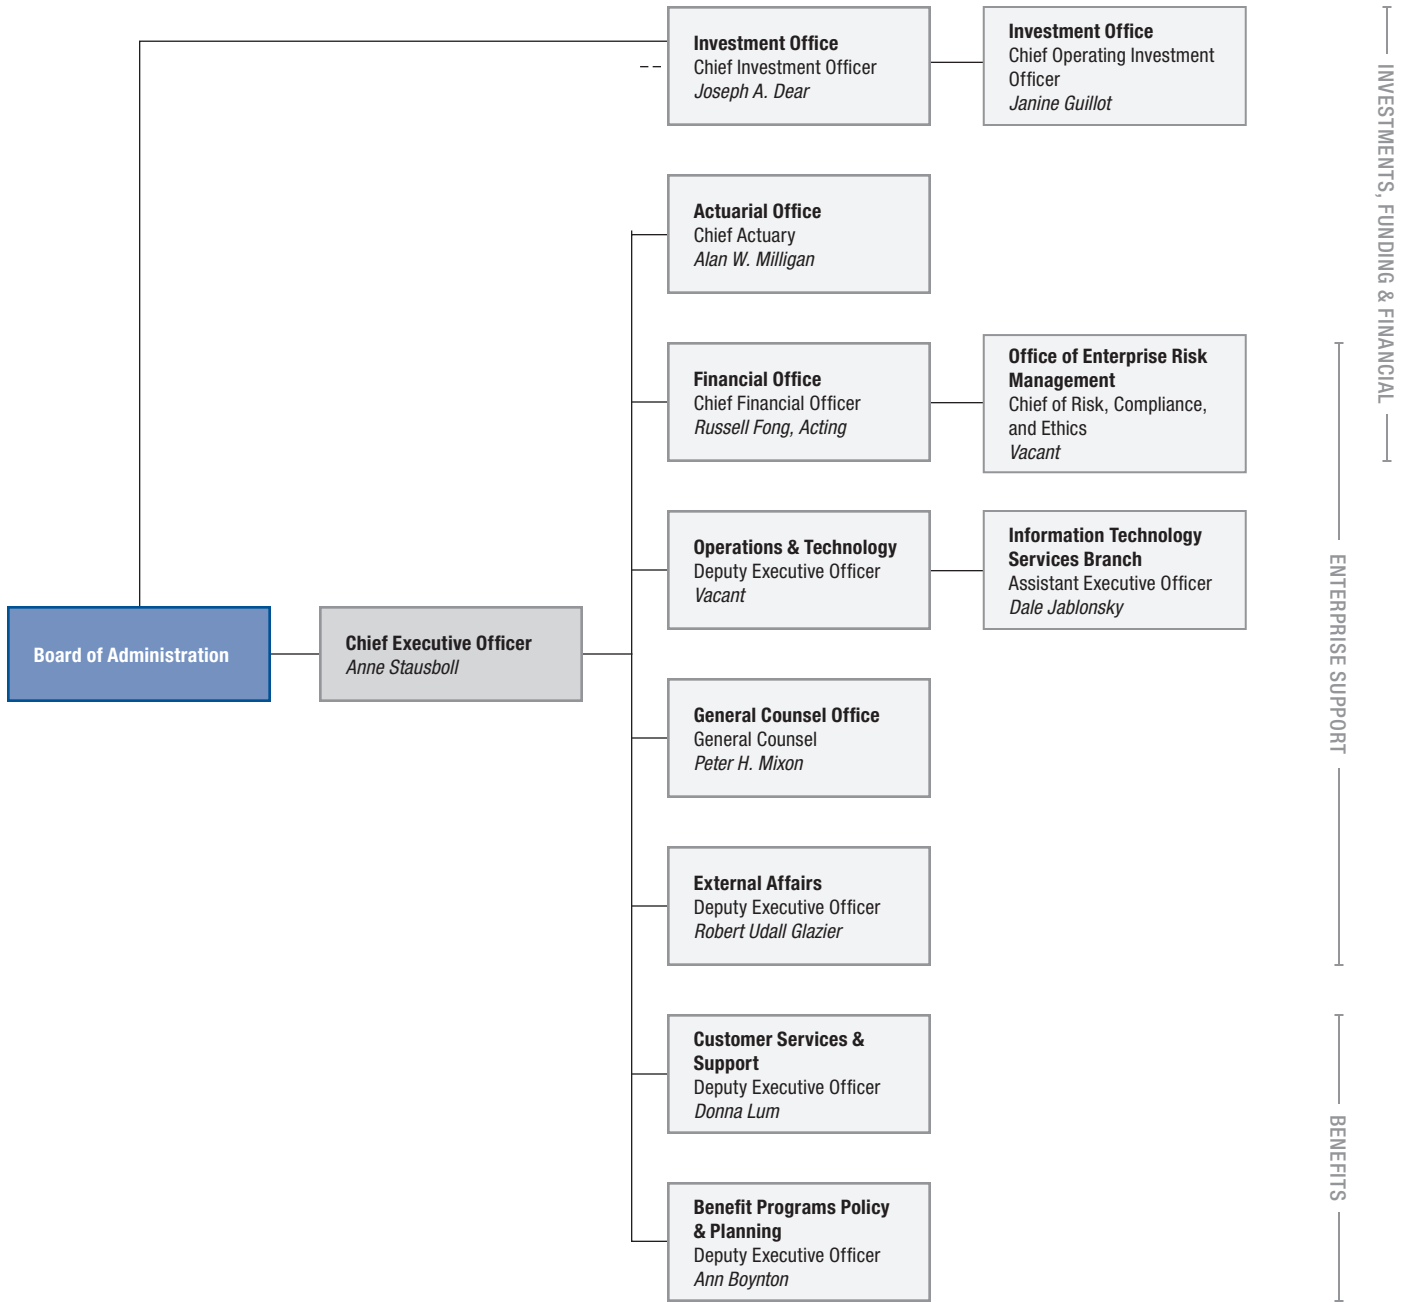 Investment Office
Chief Investment Officer
Joseph A. Dear
Investment Office
Chief Operating Investment
Officer
Janine Guillot
Actuarial Office
Chief Actuary
Alan W. Milligan
Financial Office
Chief Financial Officer
Russell Fong, Acting
Office of Enterprise Risk
Management
Chief of Risk, Compliance,
and Ethics
Vacant
Operations & Technology
Deputy Executive Officer
Vacant
Information Technology
Services Branch
Assistant Executive Officer
Dale Jablonsky
Board of Administration
Chief Executive Officer
Anne Stausboll
General Counsel Office
General Counsel
Peter H. Mixon
External Affairs
Deputy Executive Officer
Robert Udall Glazier
Customer Services &
Support
Deputy Executive Officer
Donna Lum
Benefit Programs Policy
& Planning
Deputy Executive Officer
Ann Boynton
INVESTMENTS, FUNDING & FINANCIAL
ENTERPRISE SUPPORT
BENEFITS